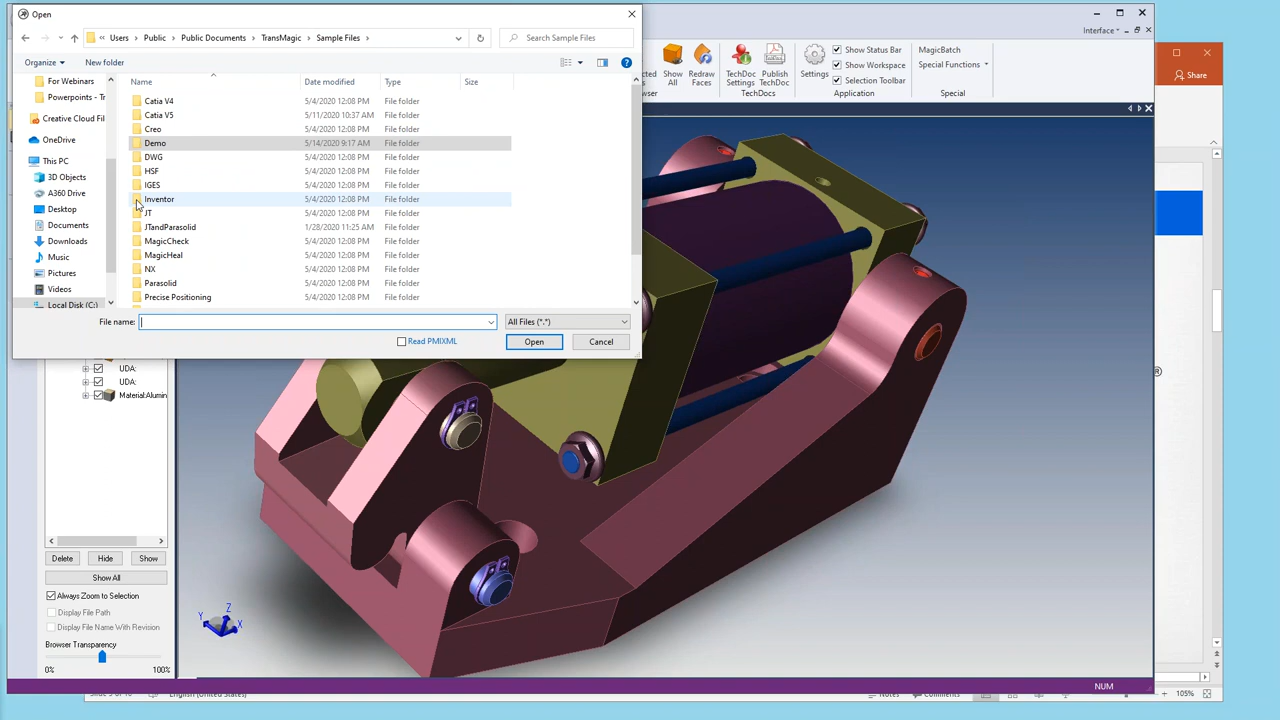 Open
Users > Public > Public Documents > TransMagic > Sample Files >
Search Sample Files
Organize
New folder
For Webinars
Powerpoints - Tr
Creative Cloud Fil
OneDrive
This PC
3D Objects
A360 Drive
Desktop
Documents
Downloads
Music
Pictures
Videos
Local Disk (C:)
Name Date modified Type Size
Catia V4 5/4/2020 12:08 PM File folder
Catia V5 5/11/2020 10:37 AM File folder
Creo 5/4/2020 12:08 PM File folder
Demo 5/14/2020 9:17 AM File folder
DWG 5/4/2020 12:08 PM File folder
HSF 5/4/2020 12:08 PM File folder
IGES 5/4/2020 12:08 PM File folder
Inventor 5/4/2020 12:08 PM File folder
JT 5/4/2020 12:08 PM File folder
JTandParasolid 1/28/2020 11:25 AM File folder
MagicCheck 5/4/2020 12:08 PM File folder
MagicHeal 5/4/2020 12:08 PM File folder
NX 5/4/2020 12:08 PM File folder
Parasolid 5/4/2020 12:08 PM File folder
Precise Positioning 5/4/2020 12:08 PM File folder
File name:
All Files (*.*)
Read PMIXML
Open
Cancel
Interface
Show All
Redraw Faces
TechDoc Settings
Publish TechDoc
TechDocs
Settings
Show Status Bar
Show Workspace
Selection Toolbar
Application
MagicBatch
Special Functions
Special
Share
UDA:
UDA:
Material:Alumin
Delete
Hide
Show
Show All
Always Zoom to Selection
Display File Path
Display File Name With Revision
Browser Transparency
0% 100%
Z
Y
X
NUM
®
English (United States)
Notes
Comments
105%